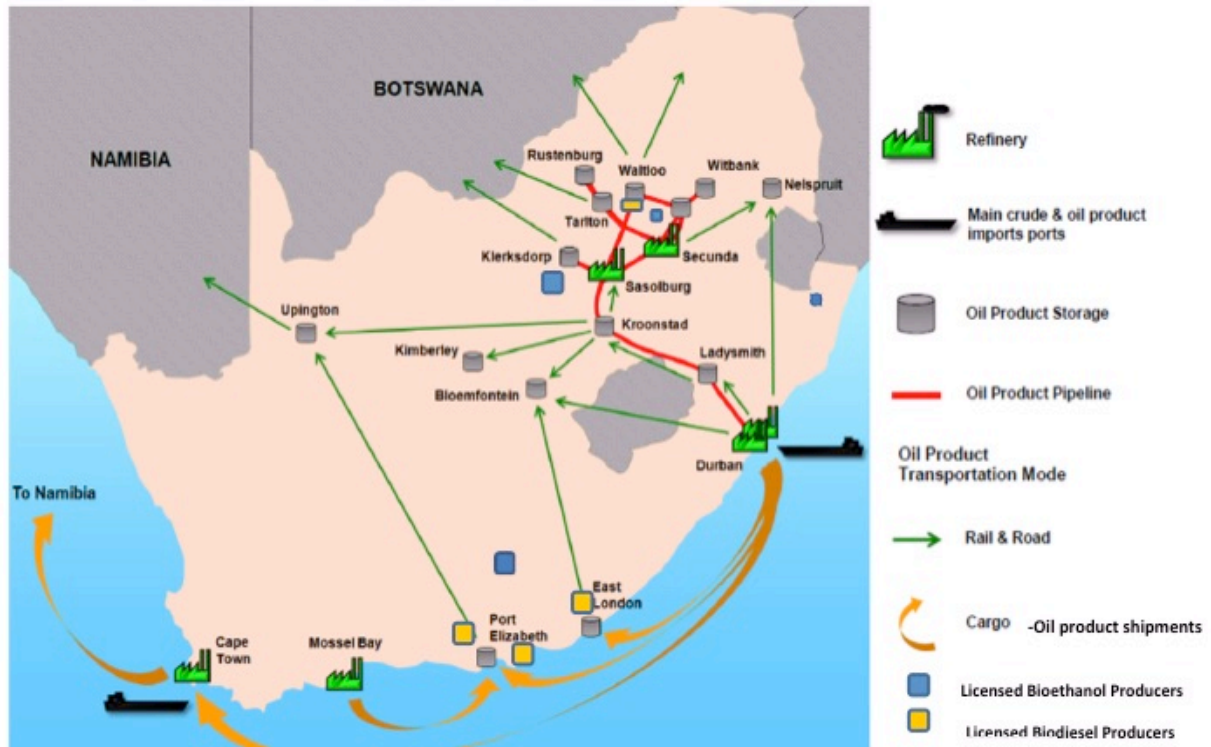 BOTSWANA
NAMIBIA
Rustenburg
Waltloo
Witbank
Nelspruit
Tarlton
Klerksdorp
Secunda
Sasolburg
Upington
Kroonstad
Kimberley
Ladysmith
Bloemfontein
Durban
To Namibia
East
London
Port
Elizabeth
Cape
Town
Mossel Bay
Refinery
Main crude & oil product
imports ports
Oil Product Storage
Oil Product Pipeline
Oil Product
Transportation Mode
Rail & Road
Cargo -Oil product shipments
Licensed Bioethanol Producers
Licensed Biodiesel Producers